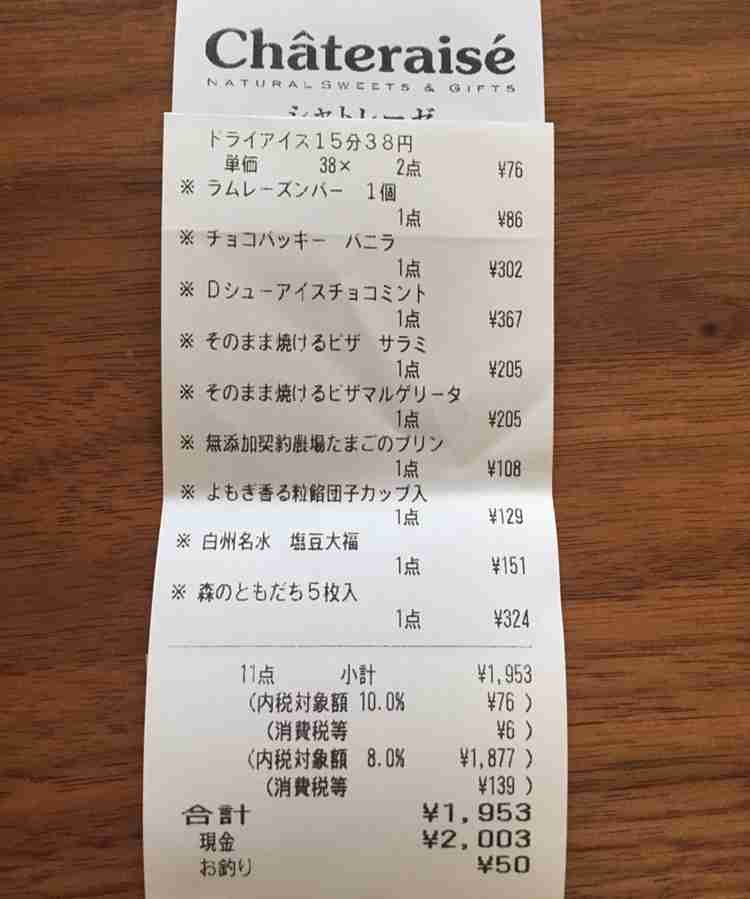 Châteraisé
NATURAL SWEETS & GIFTS
シャトレーゼ
ドライアイス15分38円
単価 38× 2点 ¥76
※ ラムレーズンバー 1個
1点 ¥86
※ チョコバッキー バニラ
1点 ¥302
※ Dシューアイスチョコミント
1点 ¥367
※ そのまま焼けるピザ サラミ
1点 ¥205
※ そのまま焼けるピザマルゲリータ
1点 ¥205
※ 無添加契約農場たまごのプリン
1点 ¥108
※ よもぎ香る粒餡団子カップ入
1点 ¥129
※ 白州名水 塩豆大福
1点 ¥151
※ 森のともだち5枚入
1点 ¥324
11点 小計 ¥1,953
(内税対象額 10.0% ¥76 )
(消費税等 ¥6 )
(内税対象額 8.0% ¥1,877 )
(消費税等 ¥139 )
合計 ¥1,953
現金 ¥2,003
お釣り ¥50